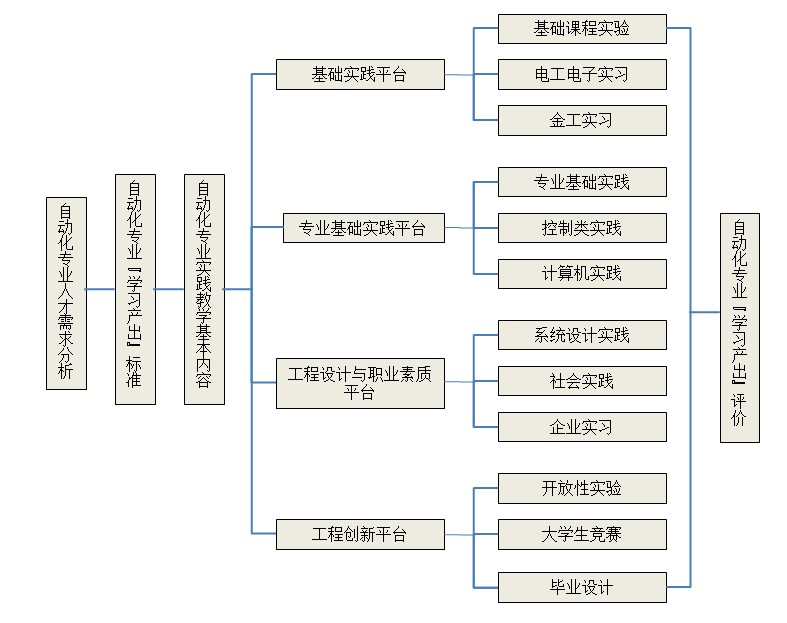 自动化专业人才需求分析
自动化专业『学习产出』标准
自动化专业实践教学基本内容
基础实践平台
基础课程实验
电工电子实习
金工实习
专业基础实践平台
专业基础实践
控制类实践
计算机实践
工程设计与职业素质
平台
系统设计实践
社会实践
企业实习
工程创新平台
开放性实验
大学生竞赛
毕业设计
自动化专业『学习产出』评价